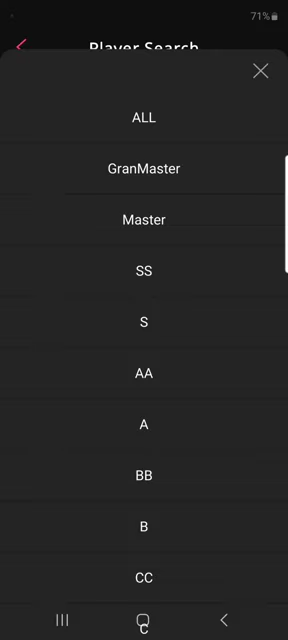 71%
Player Search
ALL
GranMaster
Master
SS
S
AA
A
BB
B
CC
C